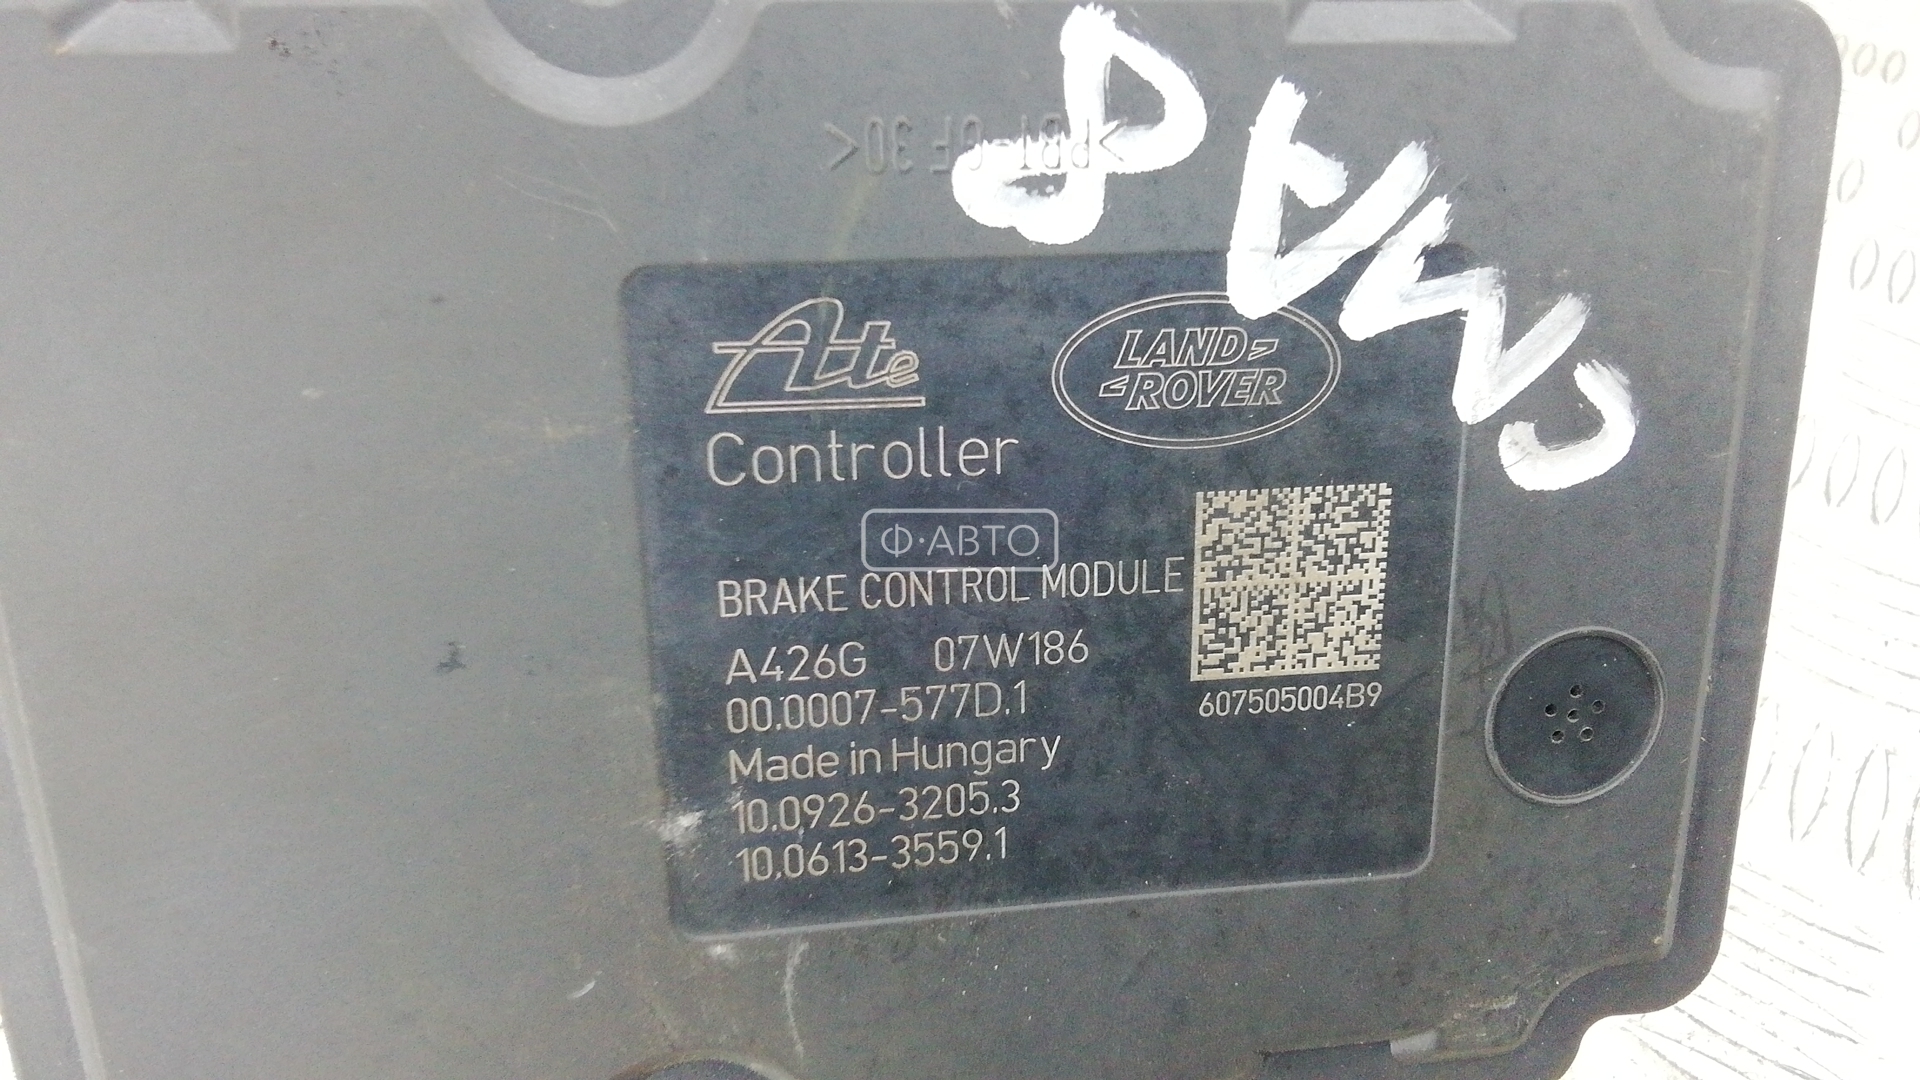 >PBT-GF 30<
Ate
LAND
ROVER
Controller
Ф·АВТО
BRAKE CONTROL MODULE
A426G 07W186
00.0007-577D.1
607505004B9
Made in Hungary
10.0926-3205.3
10.0613-3559.1